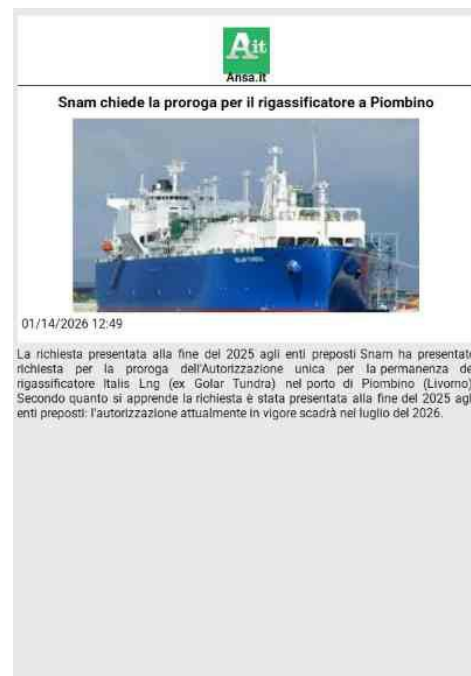 Ait
Ansa.it
Snam chiede la proroga per il rigassificatore a Piombino
01/14/2026 12:49
La richiesta presentata alla fine del 2025 agli enti preposti Snam ha presentato
richiesta per la proroga dell'Autorizzazione unica per la permanenza de
rigassificatore Italis Lng (ex Golar Tundra) nel porto di Piombino (Livorno)
Secondo quanto si apprende la richiesta è stata presentata alla fine del 2025 agl
enti preposti: l'autorizzazione attualmente in vigore scadrà nel luglio del 2026.